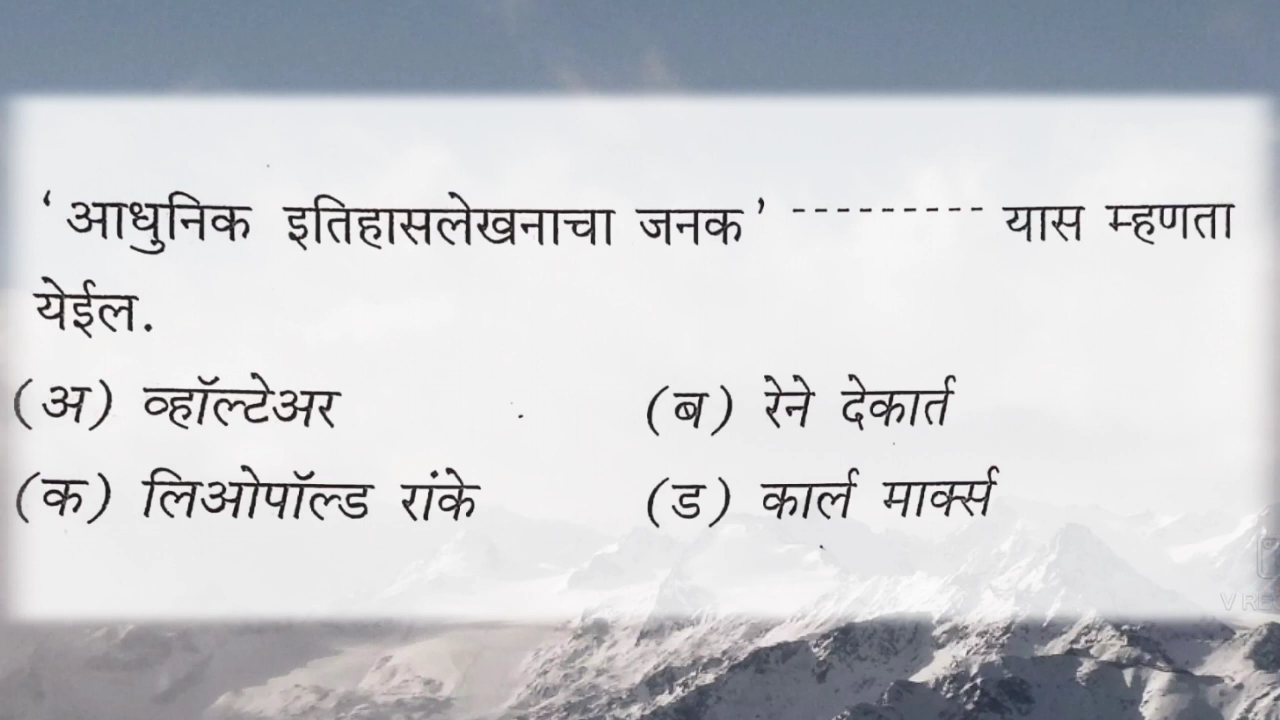 ‘आधुनिक इतिहासलेखनाचा जनक’ --------- यास म्हणता
येईल.
(अ) व्हॉल्टेअर (ब) रेने देकार्त
(क) लिओपॉल्ड रांके (ड) कार्ल मार्क्स